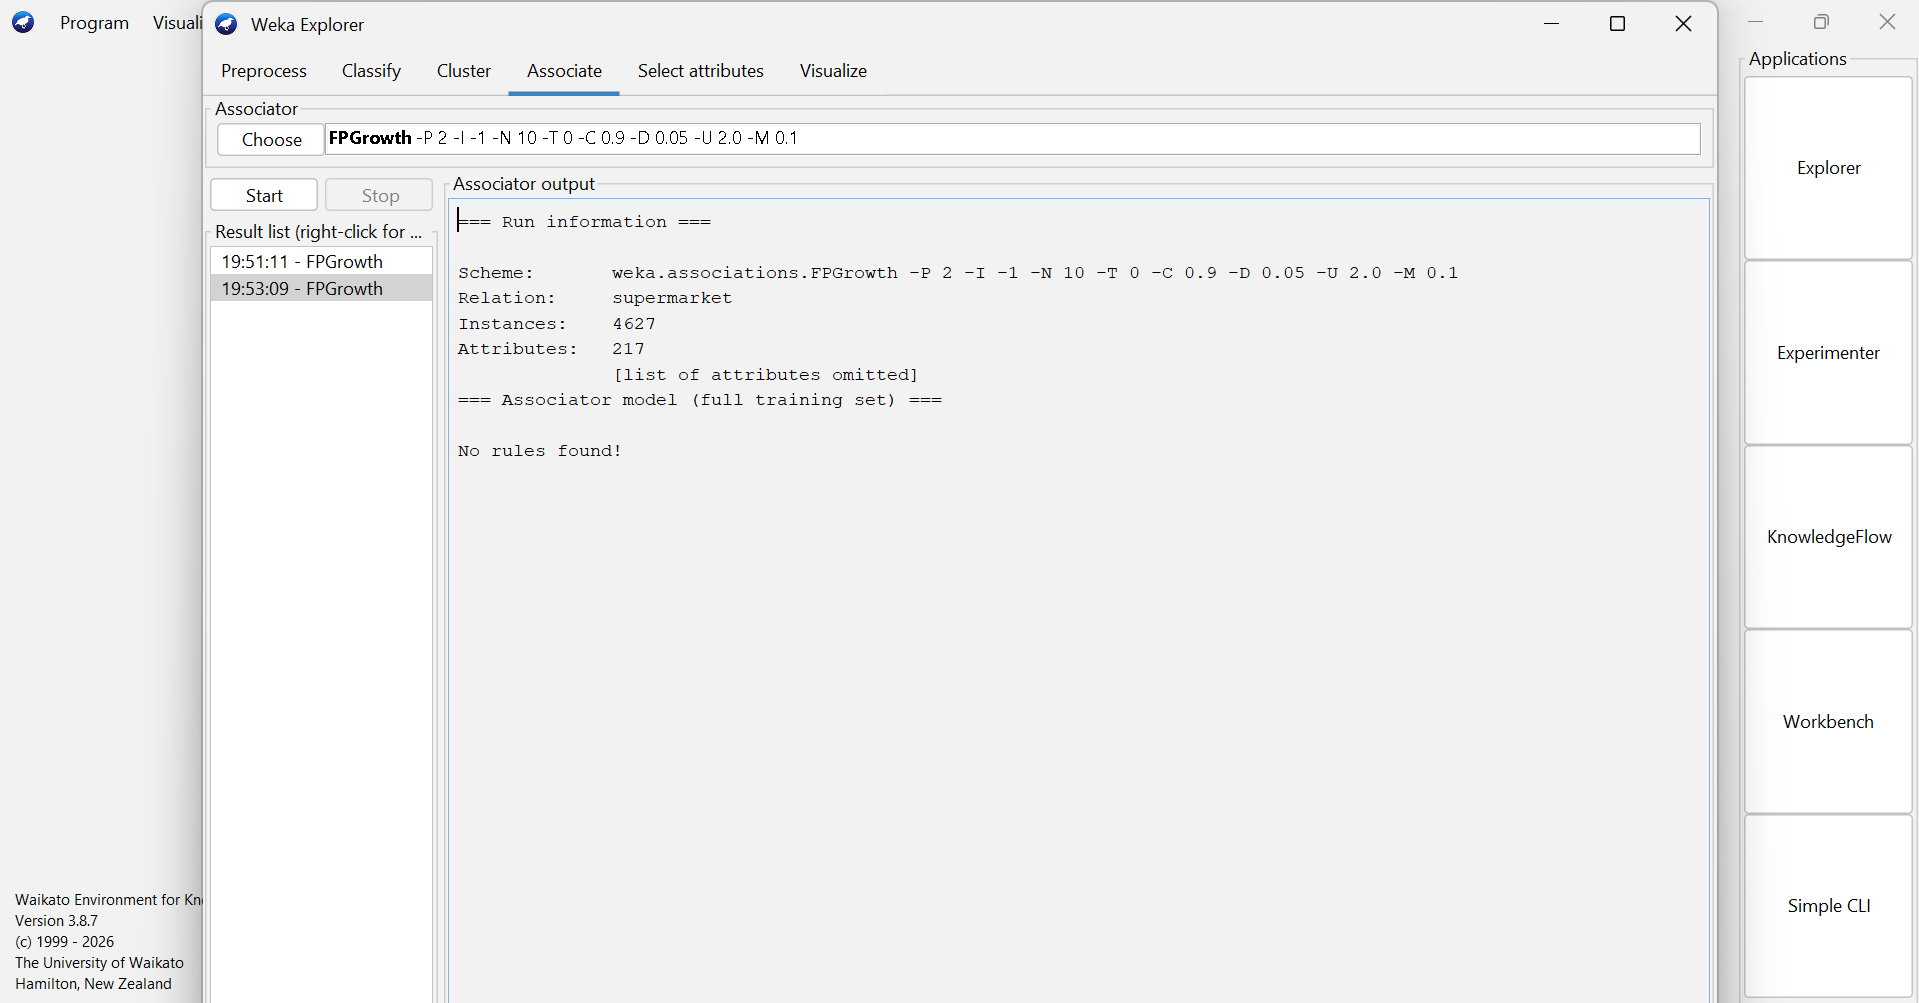 Program Visuali
Weka Explorer
Preprocess Classify Cluster Associate Select attributes Visualize
Associator
Choose FPGrowth -P 2 -I -1 -N 10 -T 0 -C 0.9 -D 0.05 -U 2.0 -M 0.1
Start Stop
Result list (right-click for ...
19:51:11 - FPGrowth
19:53:09 - FPGrowth
Associator output
=== Run information ===
Scheme: weka.associations.FPGrowth -P 2 -I -1 -N 10 -T 0 -C 0.9 -D 0.05 -U 2.0 -M 0.1
Relation: supermarket
Instances: 4627
Attributes: 217
[list of attributes omitted]
=== Associator model (full training set) ===
No rules found!
Applications
Explorer
Experimenter
KnowledgeFlow
Workbench
Simple CLI
Waikato Environment for Kn
Version 3.8.7
(c) 1999 - 2026
The University of Waikato
Hamilton, New Zealand